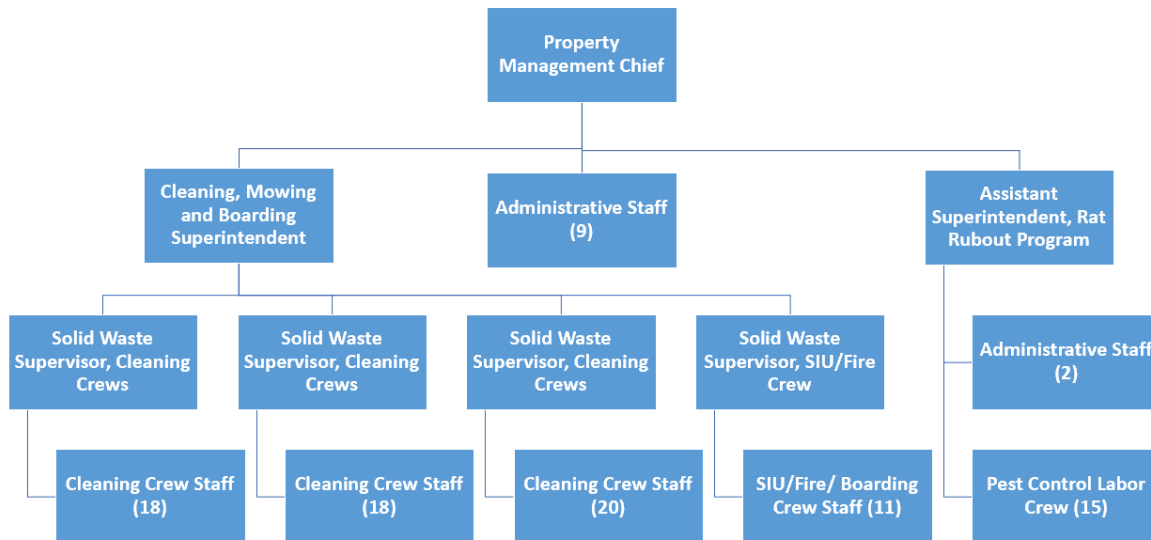 Property
Management Chief
Cleaning, Mowing
and Boarding
Superintendent
Administrative Staff
(9)
Assistant
Superintendent, Rat
Rubout Program
Solid Waste
Supervisor, Cleaning
Crews
Solid Waste
Supervisor, Cleaning
Crews
Solid Waste
Supervisor, Cleaning
Crews
Solid Waste
Supervisor, SIU/Fire
Crew
Administrative Staff
(2)
Cleaning Crew Staff
(18)
Cleaning Crew Staff
(18)
Cleaning Crew Staff
(20)
SIU/Fire/ Boarding
Crew Staff (11)
Pest Control Labor
Crew (15)